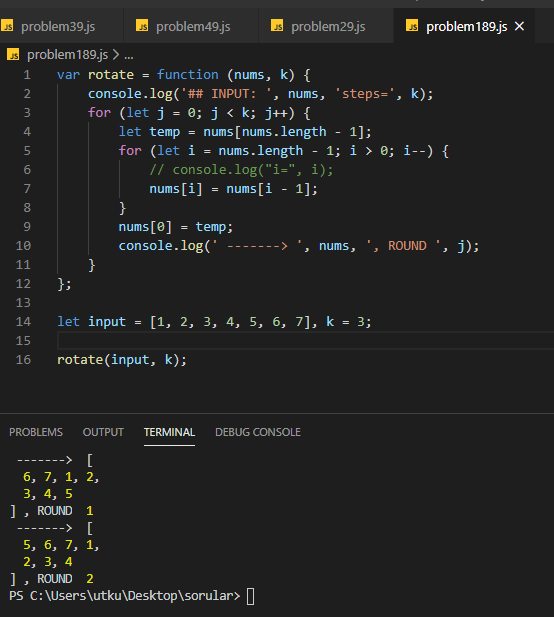 JS problem39.js JS problem49.js JS problem29.js JS problem189.js ×
JS problem189.js > ...
1 var rotate = function (nums, k) {
2     console.log('## INPUT: ', nums, 'steps=', k);
3     for (let j = 0; j < k; j++) {
4         let temp = nums[nums.length - 1];
5         for (let i = nums.length - 1; i > 0; i--) {
6             // console.log("i=", i);
7             nums[i] = nums[i - 1];
8         }
9         nums[0] = temp;
10         console.log(' -------> ', nums, ', ROUND ', j);
11     }
12 };
13
14 let input = [1, 2, 3, 4, 5, 6, 7], k = 3;
15
16 rotate(input, k);
PROBLEMS OUTPUT TERMINAL DEBUG CONSOLE
 ------->  [
  6, 7, 1, 2,
  3, 4, 5
] , ROUND  1
 ------->  [
  5, 6, 7, 1,
  2, 3, 4
] , ROUND  2
PS C:\Users\utku\Desktop\sorular>